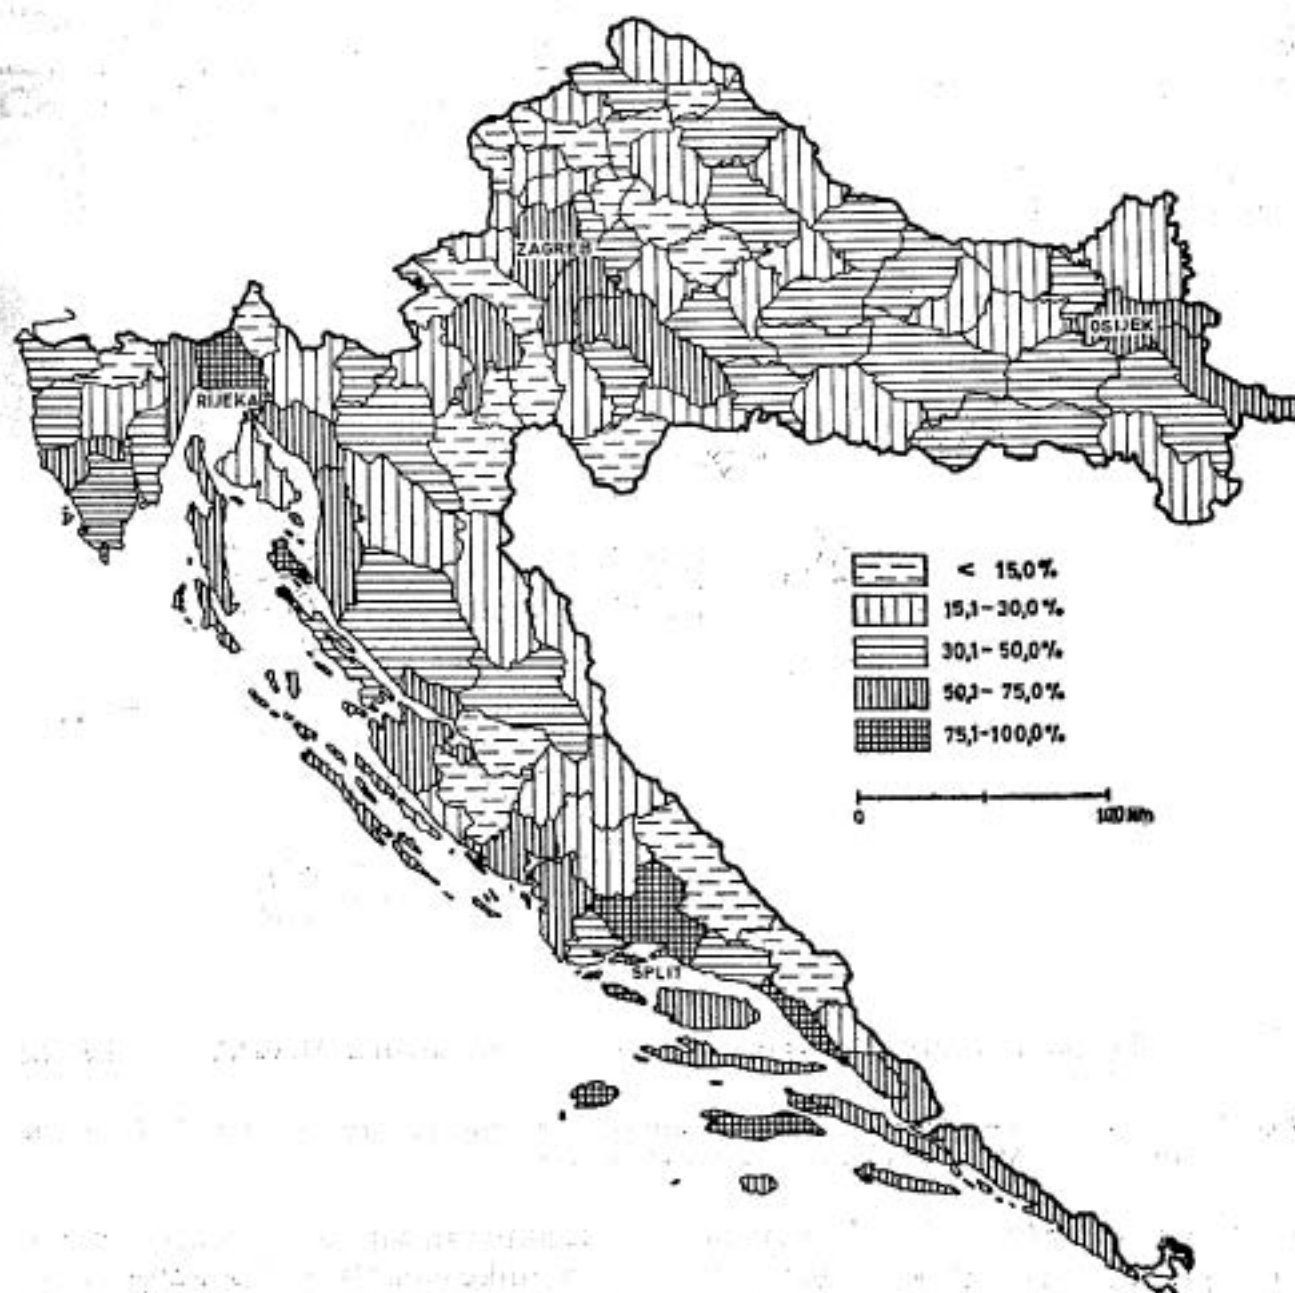 ZAGREB
OSIJEK
RIJEKA
< 15,0%
15,1-30,0%
30,1-50,0%
50,1-75,0%
75,1-100,0%
0
100 km
SPLIT